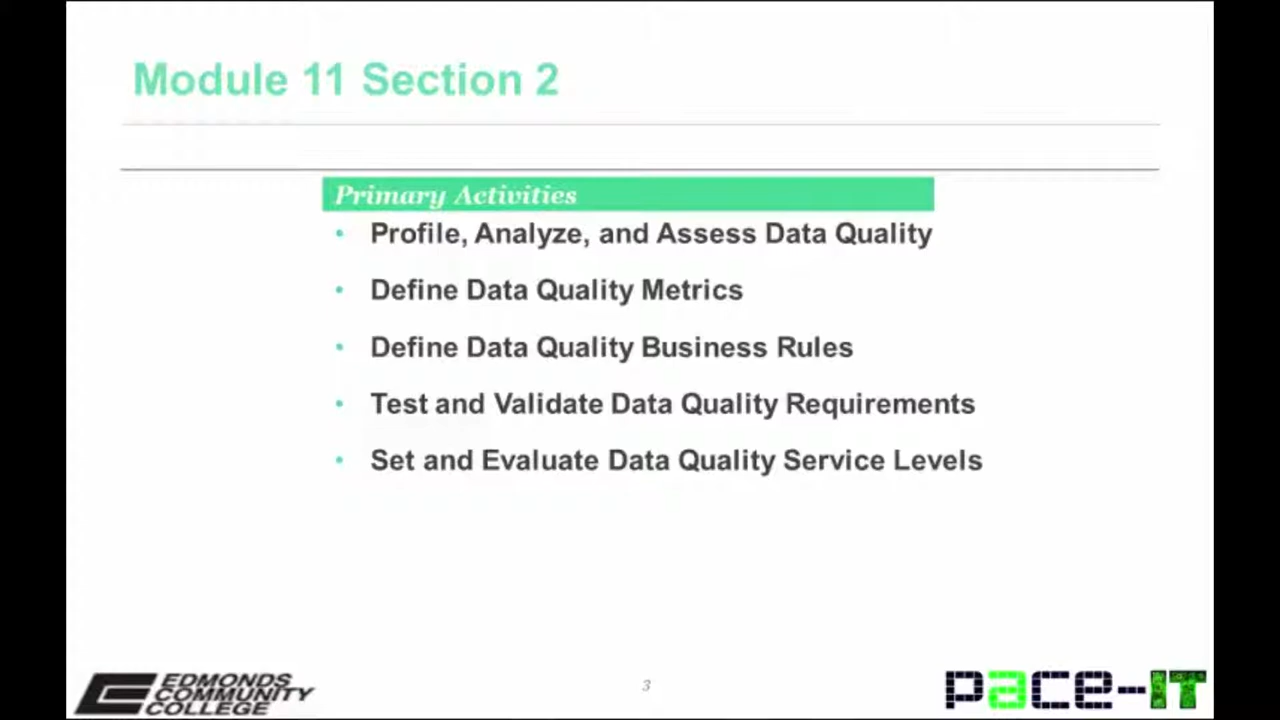 Module 11 Section 2
Primary Activities
• Profile, Analyze, and Assess Data Quality
• Define Data Quality Metrics
• Define Data Quality Business Rules
• Test and Validate Data Quality Requirements
• Set and Evaluate Data Quality Service Levels
EDMONDS
COMMUNITY
COLLEGE
3
pace-IT